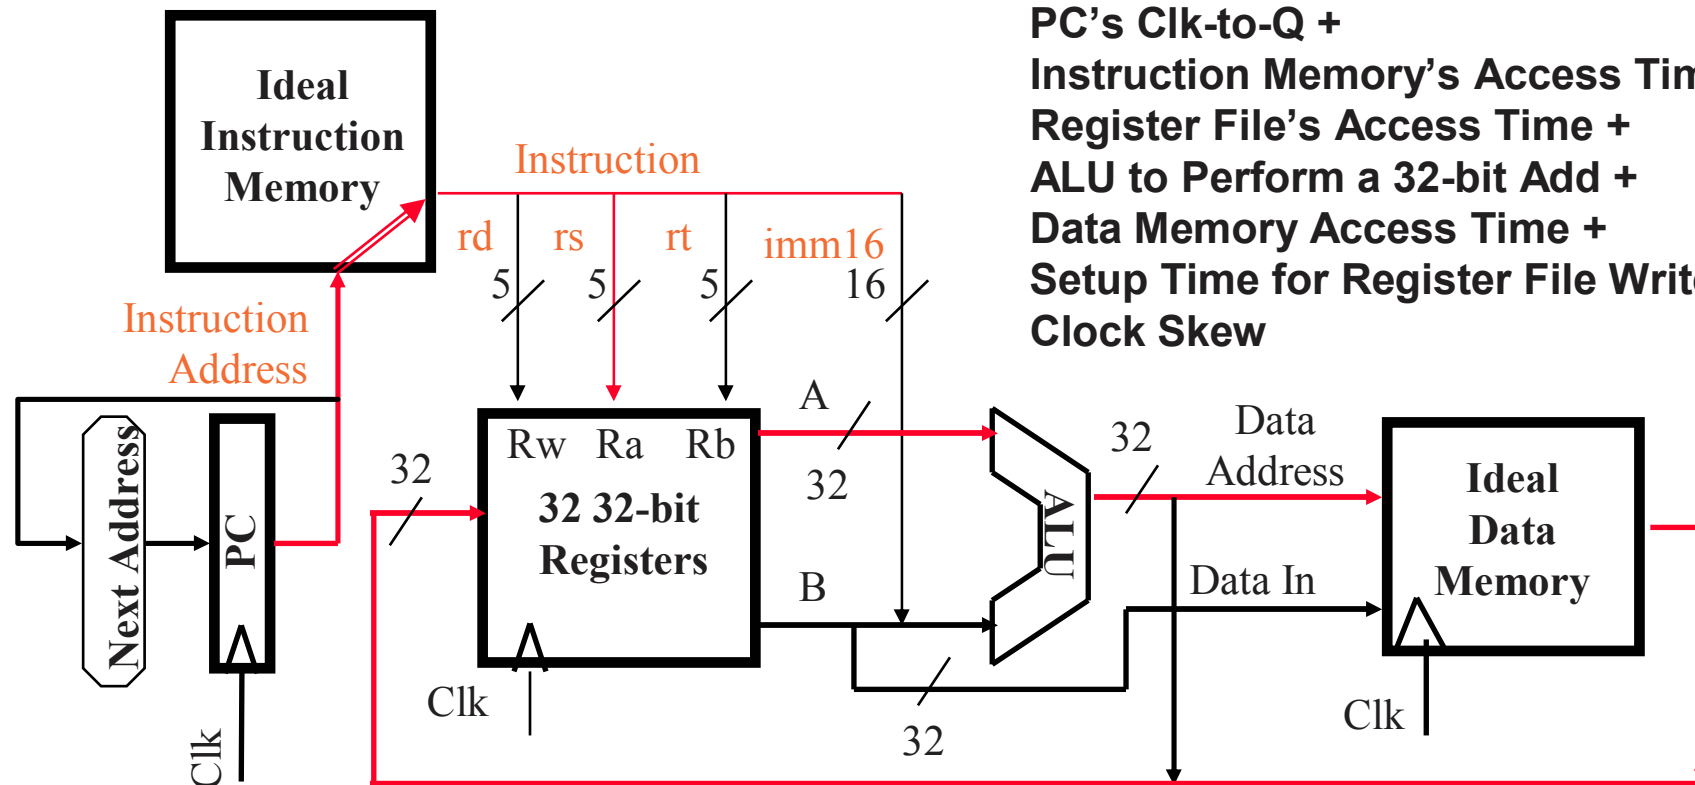 PC's Clk-to-Q +
Instruction Memory's Access Tim
Register File's Access Time +
ALU to Perform a 32-bit Add +
Data Memory Access Time +
Setup Time for Register File Write
Clock Skew
Ideal
Instruction
Memory
Instruction
rd
rs
rt
imm16
5
5
5
16
Instruction
Address
Next Address
PC
Clk
32
Rw
Ra
Rb
32 32-bit
Registers
Clk
A
32
B
32
ALU
32
Data
Address
Data In
Ideal
Data
Memory
Clk